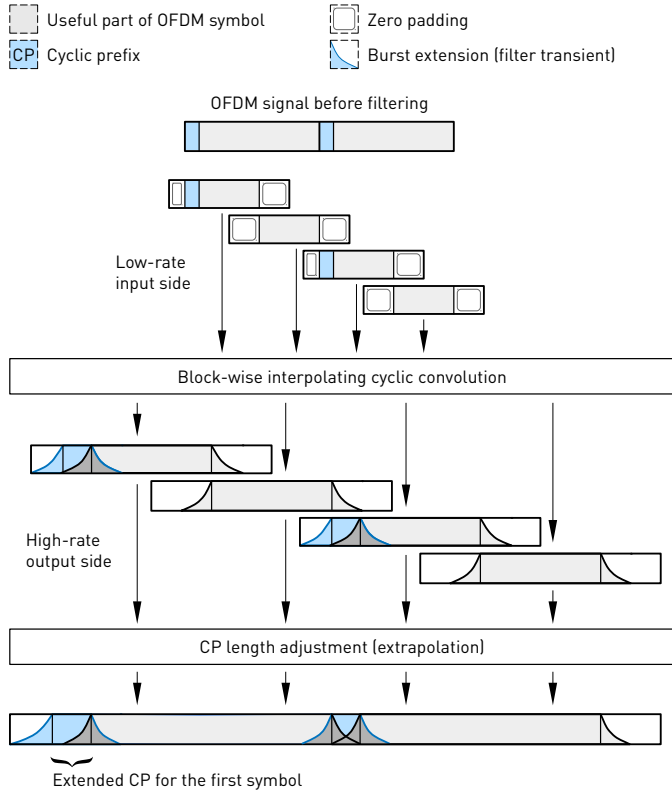 Useful part of OFDM symbol
Zero padding
CP Cyclic prefix
Burst extension (filter transient)
OFDM signal before filtering
Low-rate
input side
Block-wise interpolating cyclic convolution
High-rate
output side
CP length adjustment (extrapolation)
Extended CP for the first symbol